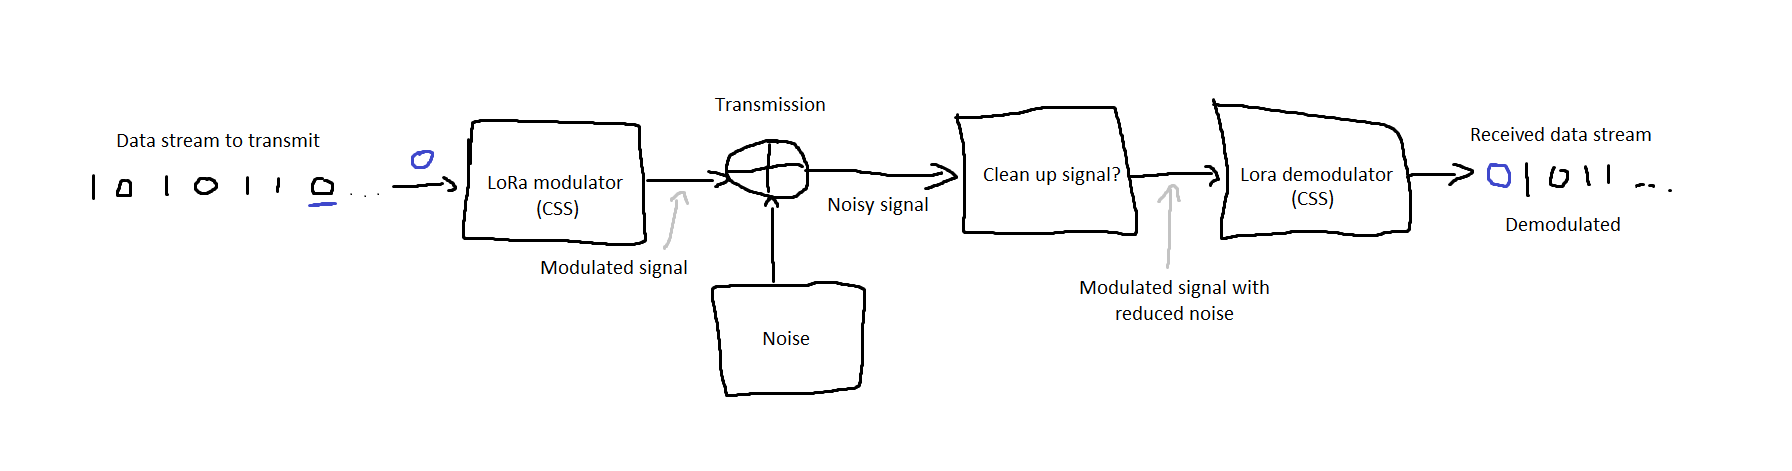 Transmission
Data stream to transmit
1 0 1 0 1 1 0 ...
0
LoRa modulator
(CSS)
Modulated signal
Noise
Noisy signal
Clean up signal?
Modulated signal with
reduced noise
Lora demodulator
(CSS)
Received data stream
0 1 0 1 1 ...
Demodulated